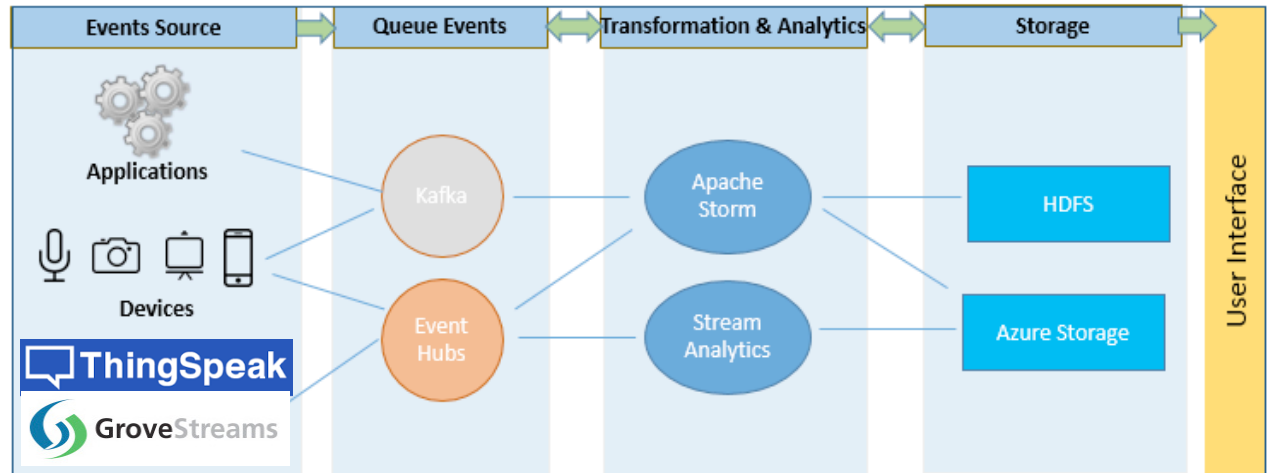 Events Source
Queue Events
Transformation & Analytics
Storage
Applications
Devices
ThingSpeak
GroveStreams
Kafka
Event
Hubs
Apache
Storm
Stream
Analytics
HDFS
Azure Storage
User Interface